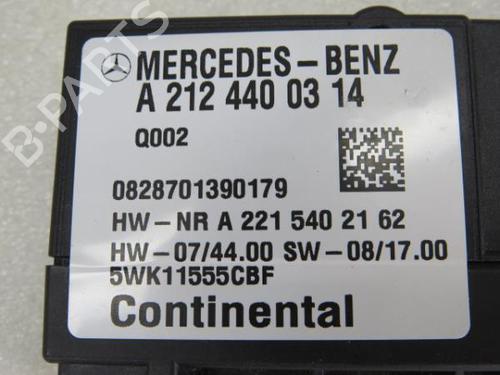 MERCEDES-BENZ
A 212 440 03 14
Q002
0828701390179
HW-NR A 221 540 21 62
HW-07/44.00 SW-08/17.00
5WK11555CBF
Continental
B-PARTS